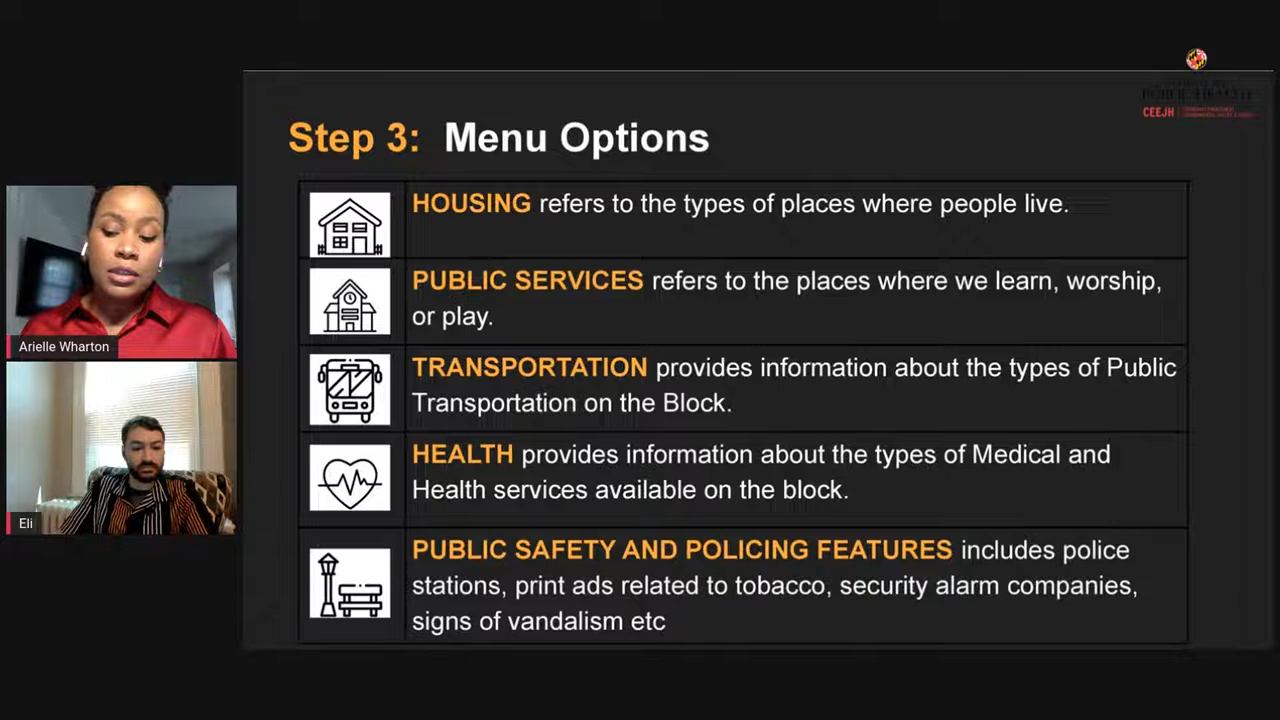 PUBLIC HEALTH
CEEJH
Step 3: Menu Options
HOUSING refers to the types of places where people live.
PUBLIC SERVICES refers to the places where we learn, worship,
or play.
TRANSPORTATION provides information about the types of Public
Transportation on the Block.
HEALTH provides information about the types of Medical and
Health services available on the block.
PUBLIC SAFETY AND POLICING FEATURES includes police
stations, print ads related to tobacco, security alarm companies,
signs of vandalism etc
Arielle Wharton
Eli